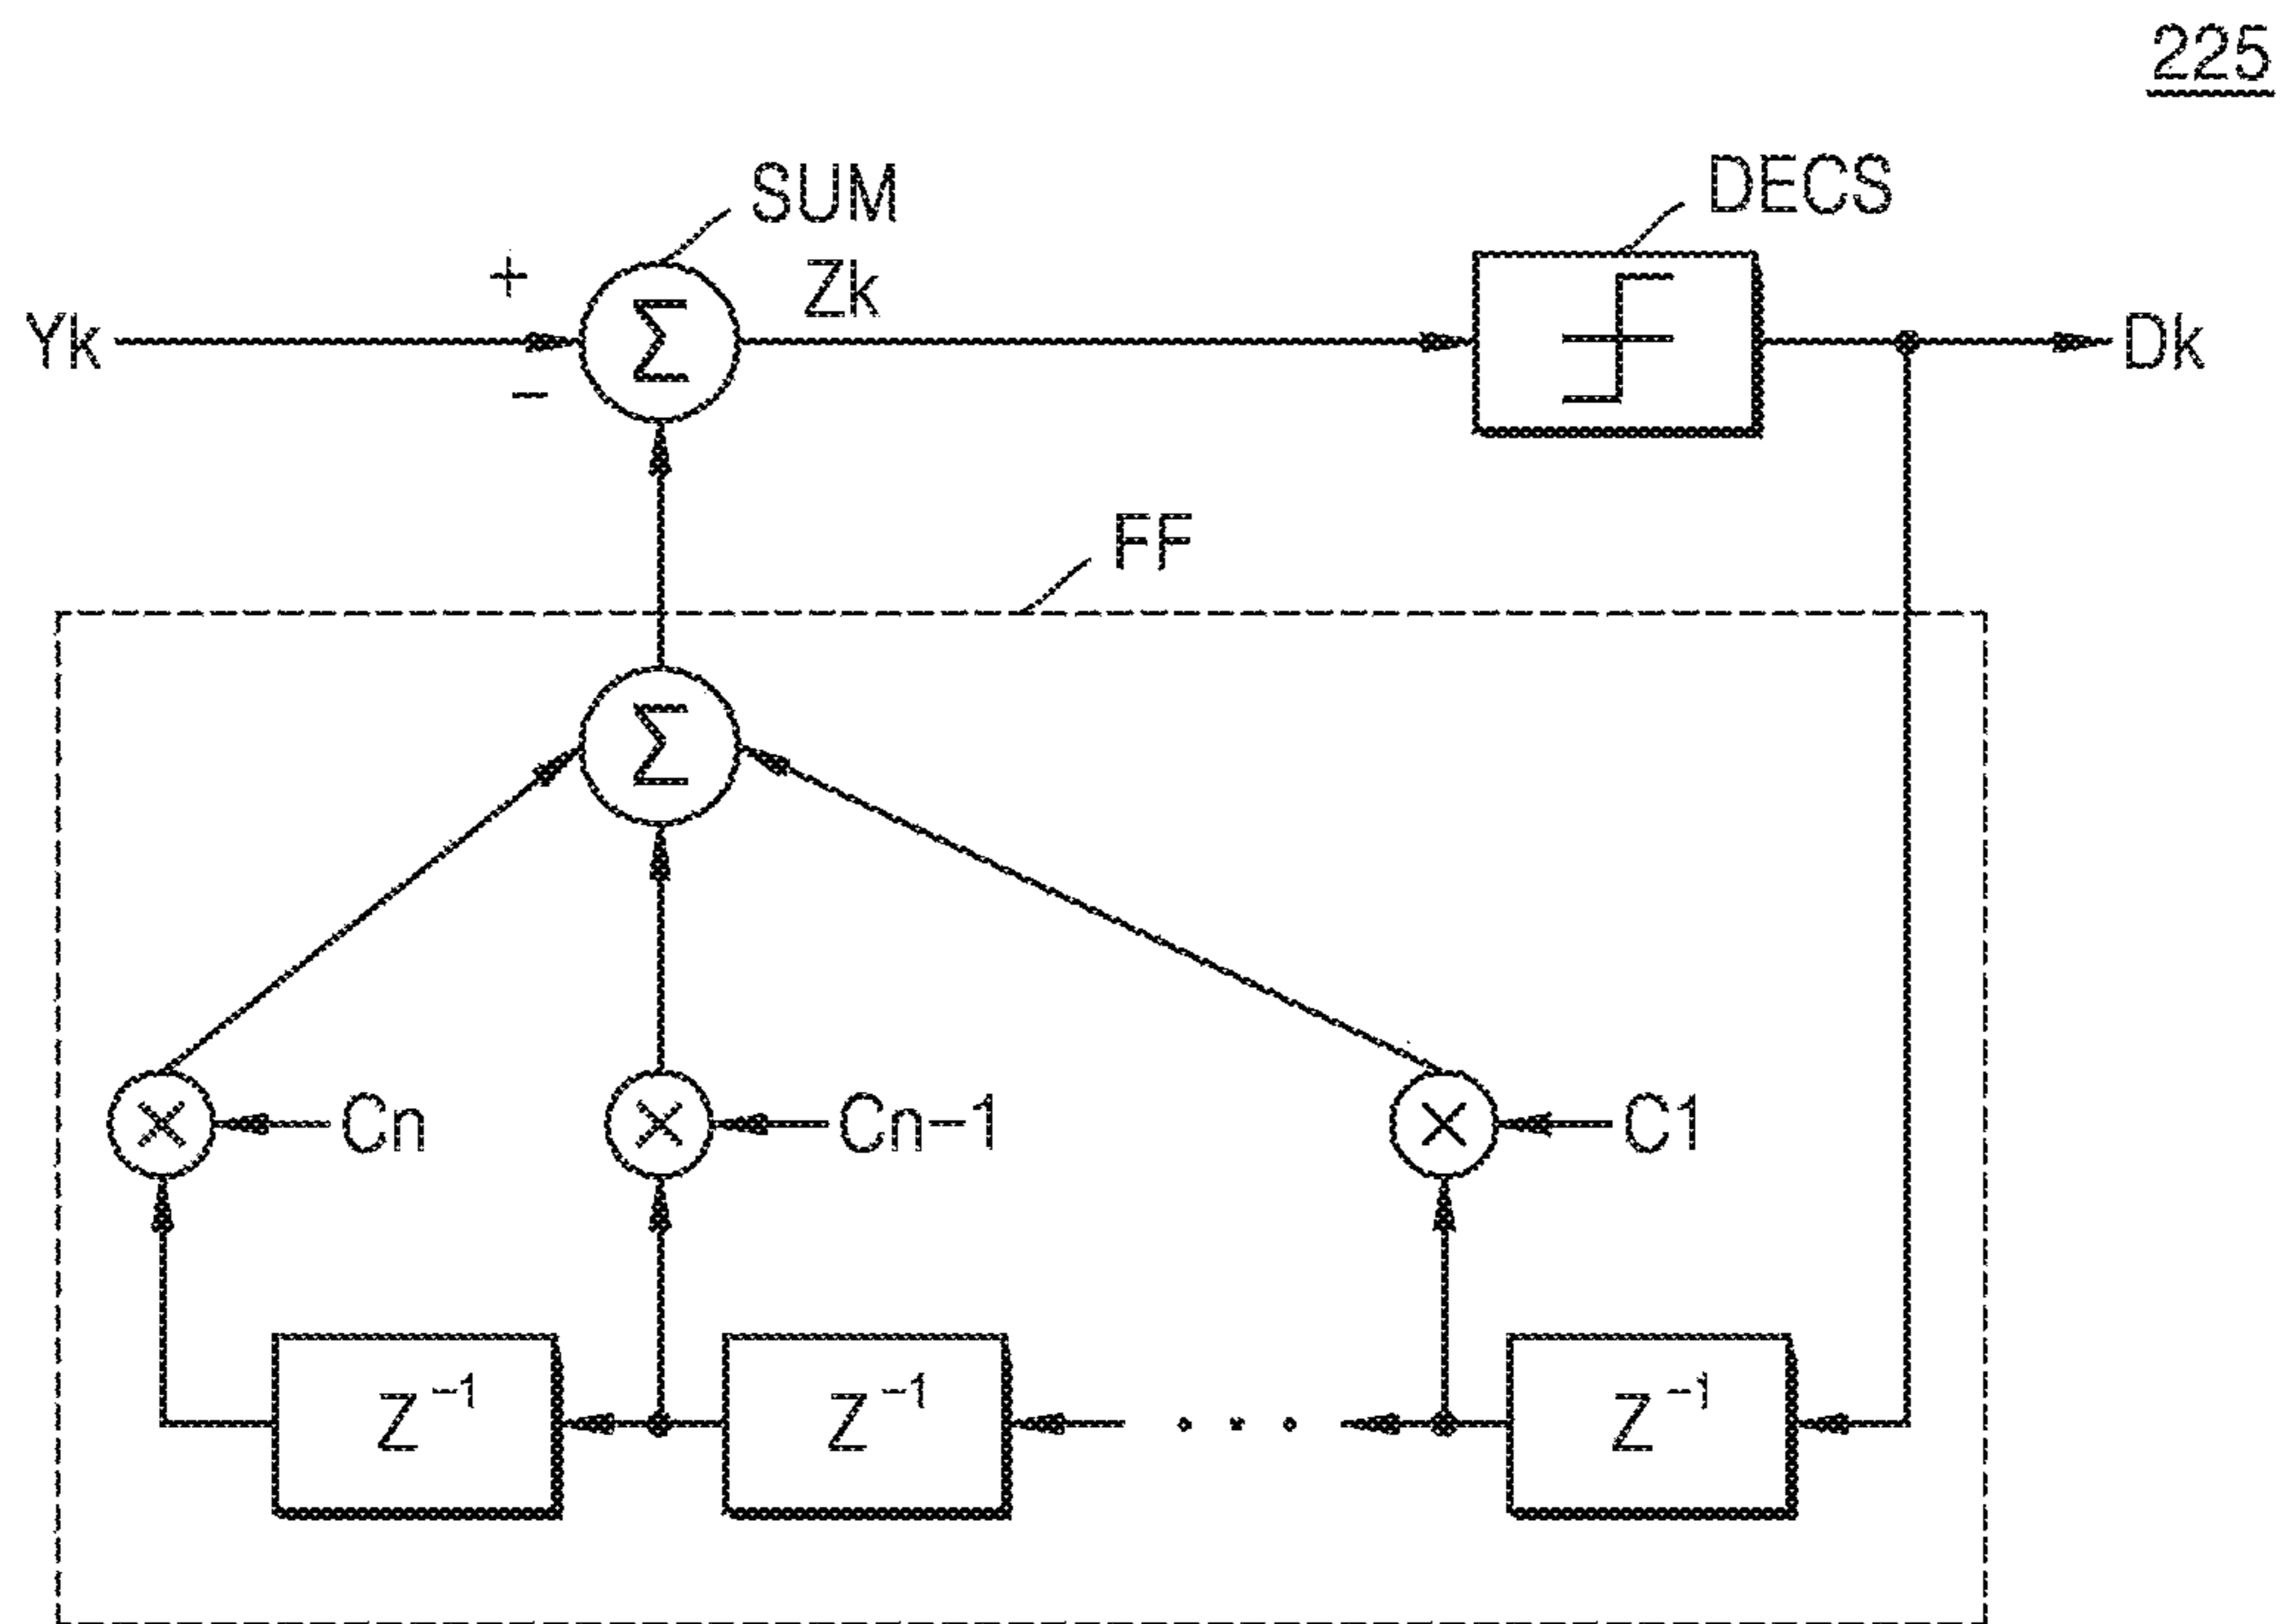 225
SUM
DECS
+
Zk
Yk
Σ
Dk
−
FF
Σ
× Cn
× Cn−1
× C1
Z⁻¹
Z⁻¹
· · ·
Z⁻¹